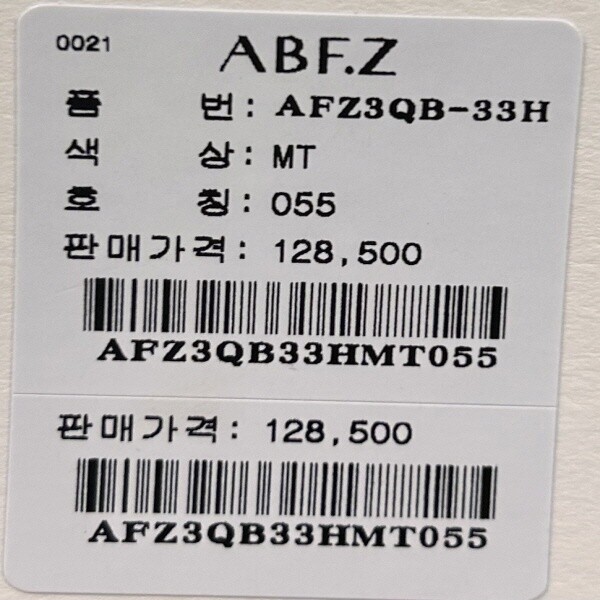 0021
ABF.Z
품 번: AFZ3QB-33H
색 상: MT
호 칭: 055
판매가격: 128,500
AFZ3QB33HMT055
판매가격: 128,500
AFZ3QB33HMT055